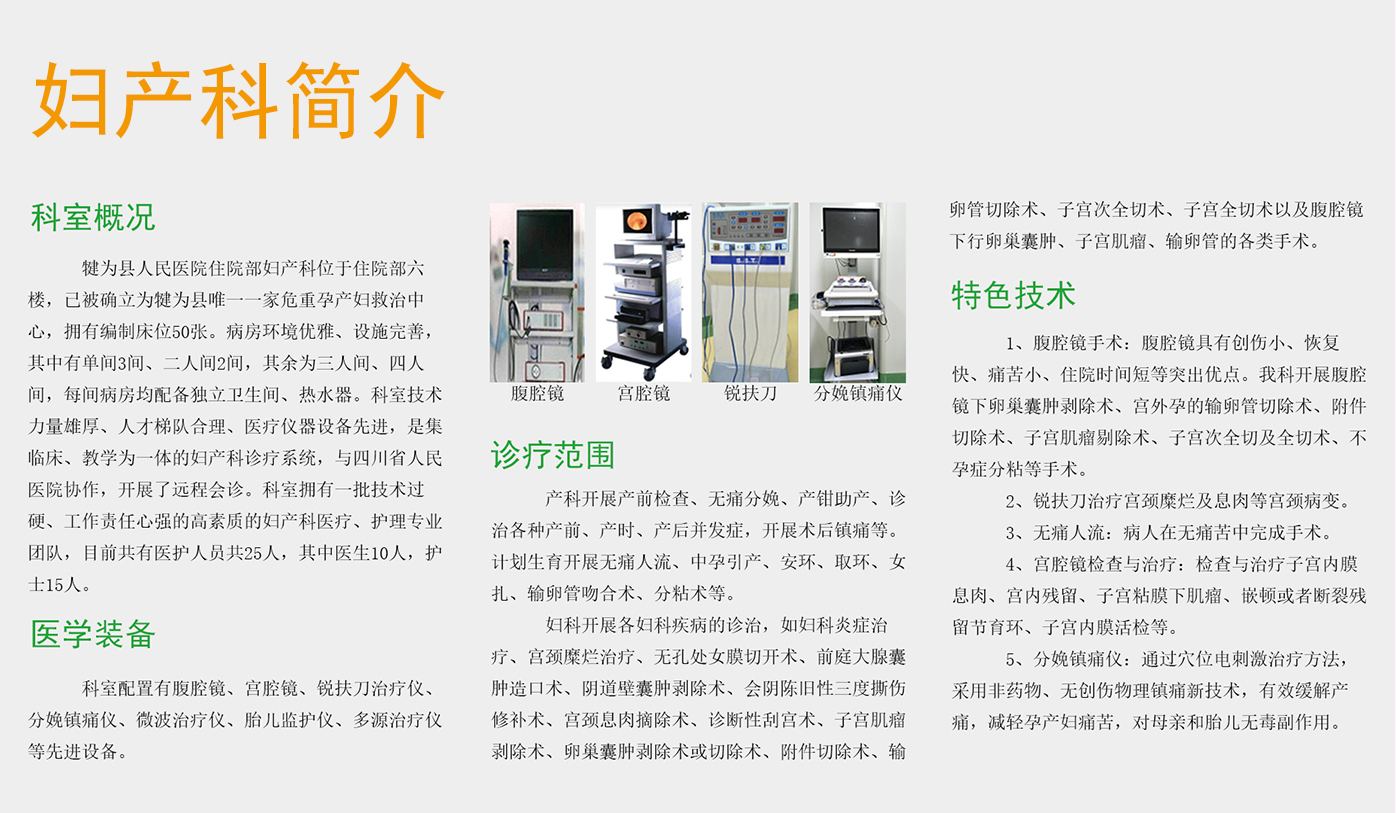 妇产科简介
科室概况
犍为县人民医院住院部妇产科位于住院部六
楼，已被确立为犍为县唯一一家危重孕产妇救治中
心，拥有编制床位50张。病房环境优雅、设施完善，
其中有单间3间、二人间2间，其余为三人间、四人
间，每间病房均配备独立卫生间、热水器。科室技术
力量雄厚、人才梯队合理、医疗仪器设备先进，是集
临床、教学为一体的妇产科诊疗系统，与四川省人民
医院协作，开展了远程会诊。科室拥有一批技术过
硬、工作责任心强的高素质的妇产科医疗、护理专业
团队，目前共有医护人员共25人，其中医生10人，护
士15人。
医学装备
科室配置有腹腔镜、宫腔镜、锐扶刀治疗仪、
分娩镇痛仪、微波治疗仪、胎儿监护仪、多源治疗仪
等先进设备。
腹腔镜 宫腔镜 锐扶刀 分娩镇痛仪
诊疗范围
产科开展产前检查、无痛分娩、产钳助产、诊
治各种产前、产时、产后并发症，开展术后镇痛等。
计划生育开展无痛人流、中孕引产、安环、取环、女
扎、输卵管吻合术、分粘术等。
妇科开展各妇科疾病的诊治，如妇科炎症治
疗、宫颈糜烂治疗、无孔处女膜切开术、前庭大腺囊
肿造口术、阴道壁囊肿剥除术、会阴陈旧性三度撕伤
修补术、宫颈息肉摘除术、诊断性刮宫术、子宫肌瘤
剥除术、卵巢囊肿剥除术或切除术、附件切除术、输
卵管切除术、子宫次全切术、子宫全切术以及腹腔镜
下行卵巢囊肿、子宫肌瘤、输卵管的各类手术。
特色技术
1、腹腔镜手术：腹腔镜具有创伤小、恢复
快、痛苦小、住院时间短等突出优点。我科开展腹腔
镜下卵巢囊肿剥除术、宫外孕的输卵管切除术、附件
切除术、子宫肌瘤剔除术、子宫次全切及全切术、不
孕症分粘等手术。
2、锐扶刀治疗宫颈糜烂及息肉等宫颈病变。
3、无痛人流：病人在无痛苦中完成手术。
4、宫腔镜检查与治疗：检查与治疗子宫内膜
息肉、宫内残留、子宫粘膜下肌瘤、嵌顿或者断裂残
留节育环、子宫内膜活检等。
5、分娩镇痛仪：通过穴位电刺激治疗方法，
采用非药物、无创伤物理镇痛新技术，有效缓解产
痛，减轻孕产妇痛苦，对母亲和胎儿无毒副作用。